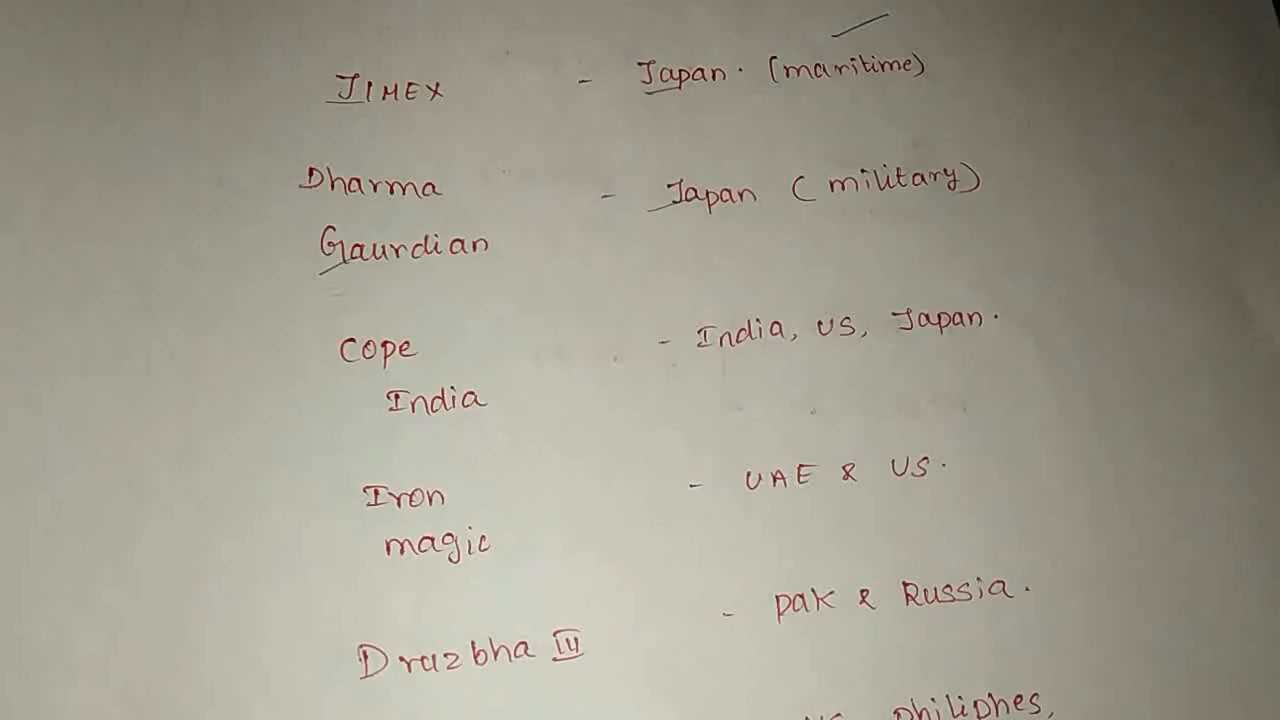 JIMEX - Japan. (maritime)
Dharma - Japan (military)
Gaurdian
Cope - India, US, Japan.
India
Iron - UAE & US.
magic
- pak & Russia.
Drazbha III
philiphes,